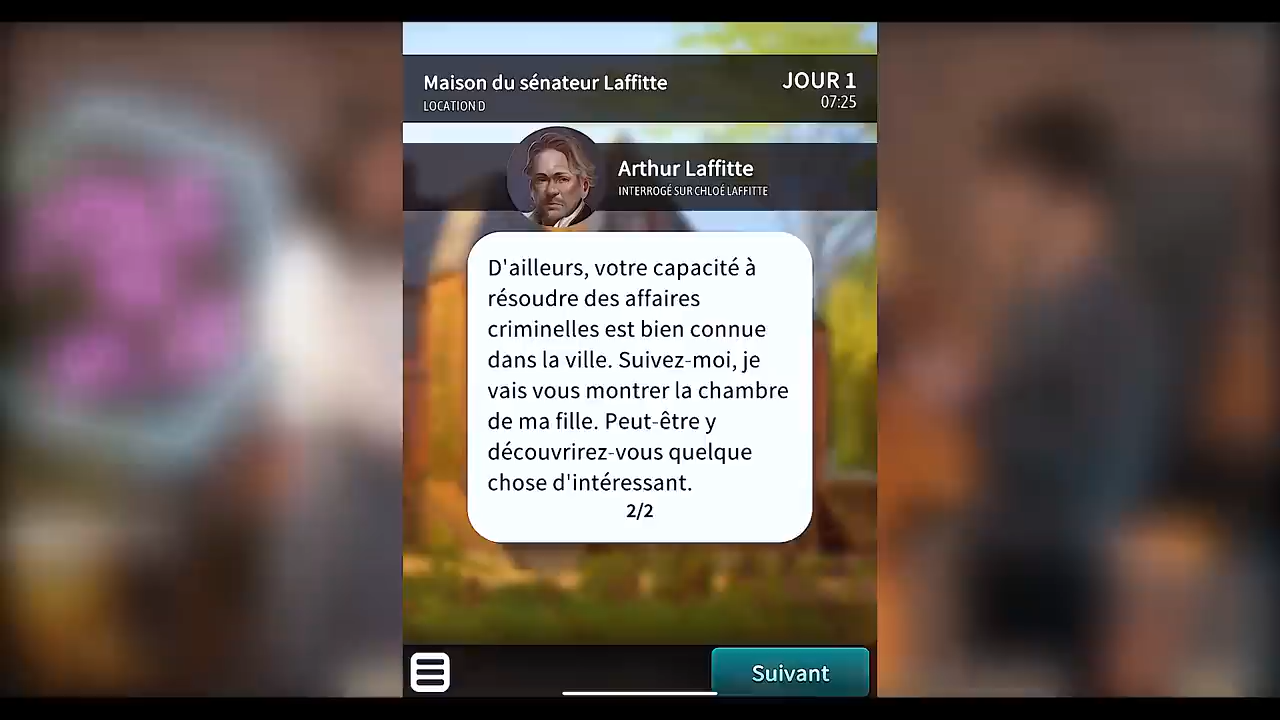 Maison du sénateur Laffitte
LOCATION D
JOUR 1
07:25
Arthur Laffitte
INTERROGÉ SUR CHLOÉ LAFFITTE
D'ailleurs, votre capacité à
résoudre des affaires
criminelles est bien connue
dans la ville. Suivez-moi, je
vais vous montrer la chambre
de ma fille. Peut-être y
découvrirez-vous quelque
chose d'intéressant.
2/2
Suivant